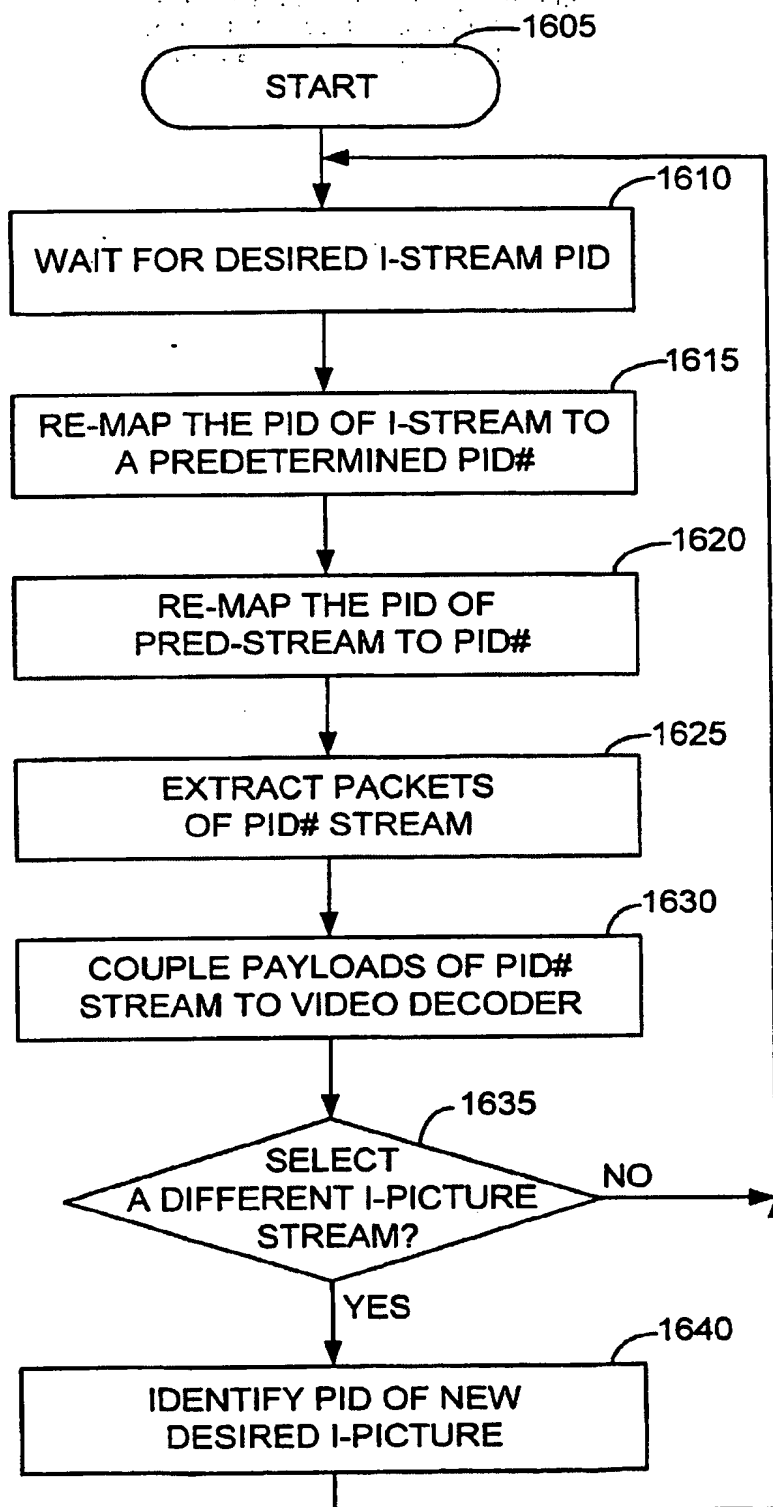 1605
START
1610
WAIT FOR DESIRED I-STREAM PID
1615
RE-MAP THE PID OF I-STREAM TO
A PREDETERMINED PID#
1620
RE-MAP THE PID OF
PRED-STREAM TO PID#
1625
EXTRACT PACKETS
OF PID# STREAM
1630
COUPLE PAYLOADS OF PID#
STREAM TO VIDEO DECODER
1635
SELECT
A DIFFERENT I-PICTURE
STREAM?
NO
YES
1640
IDENTIFY PID OF NEW
DESIRED I-PICTURE